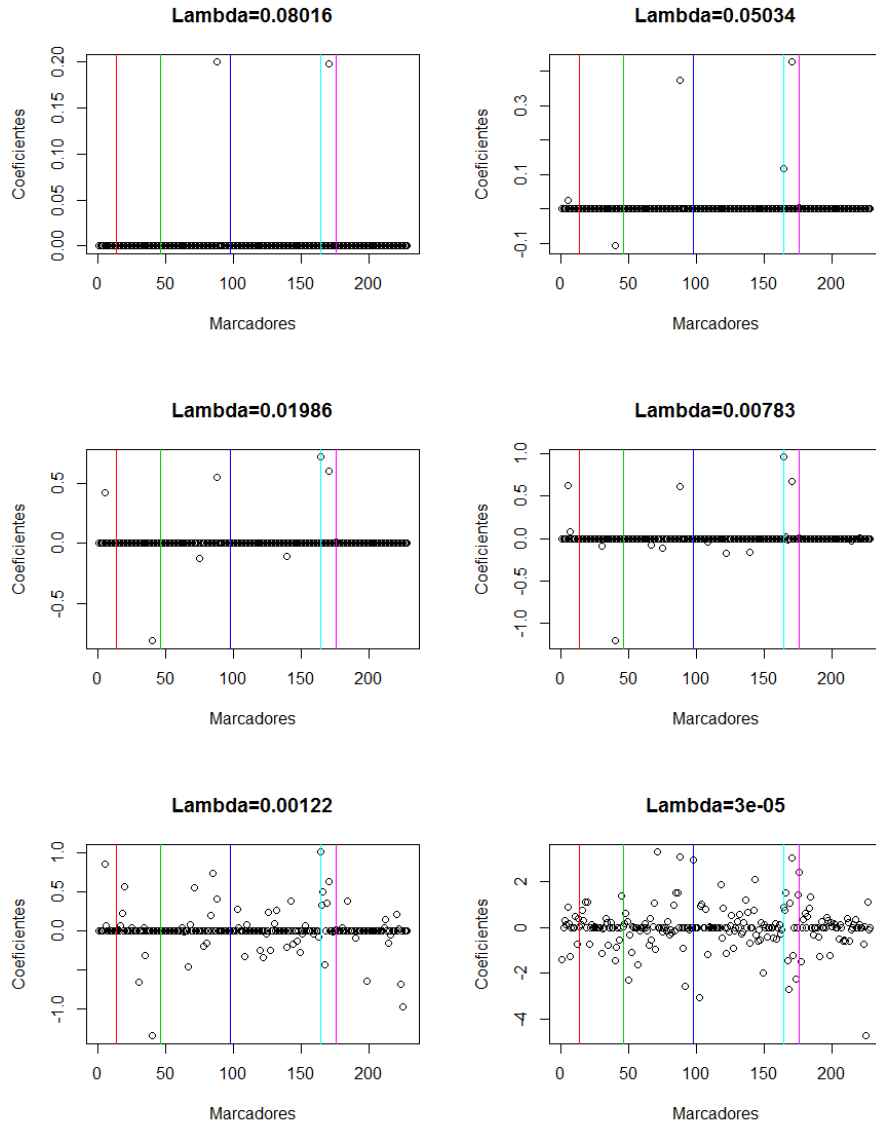 Lambda=0.08016
Coeficientes
0.00 0.05 0.10 0.15 0.20
0 50 100 150 200
Marcadores
Lambda=0.05034
Coeficientes
-0.1 0.1 0.3
0 50 100 150 200
Marcadores
Lambda=0.01986
Coeficientes
-0.5 0.0 0.5
0 50 100 150 200
Marcadores
Lambda=0.00783
Coeficientes
-1.0 -0.5 0.0 0.5 1.0
0 50 100 150 200
Marcadores
Lambda=0.00122
Coeficientes
-1.0 0.0 0.5 1.0
0 50 100 150 200
Marcadores
Lambda=3e-05
Coeficientes
-4 -2 0 2
0 50 100 150 200
Marcadores